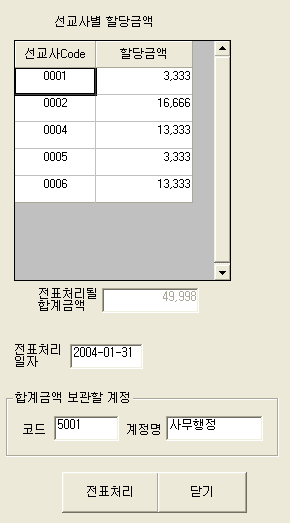 선교사별 할당금액
선교사Code 할당금액
0001 3,333
0002 16,666
0004 13,333
0005 3,333
0006 13,333
전표처리될
합계금액
49,998
전표처리
일자
2004-01-31
합계금액 보관할 계정
코드 5001 계정명 사무행정
전표처리 닫기